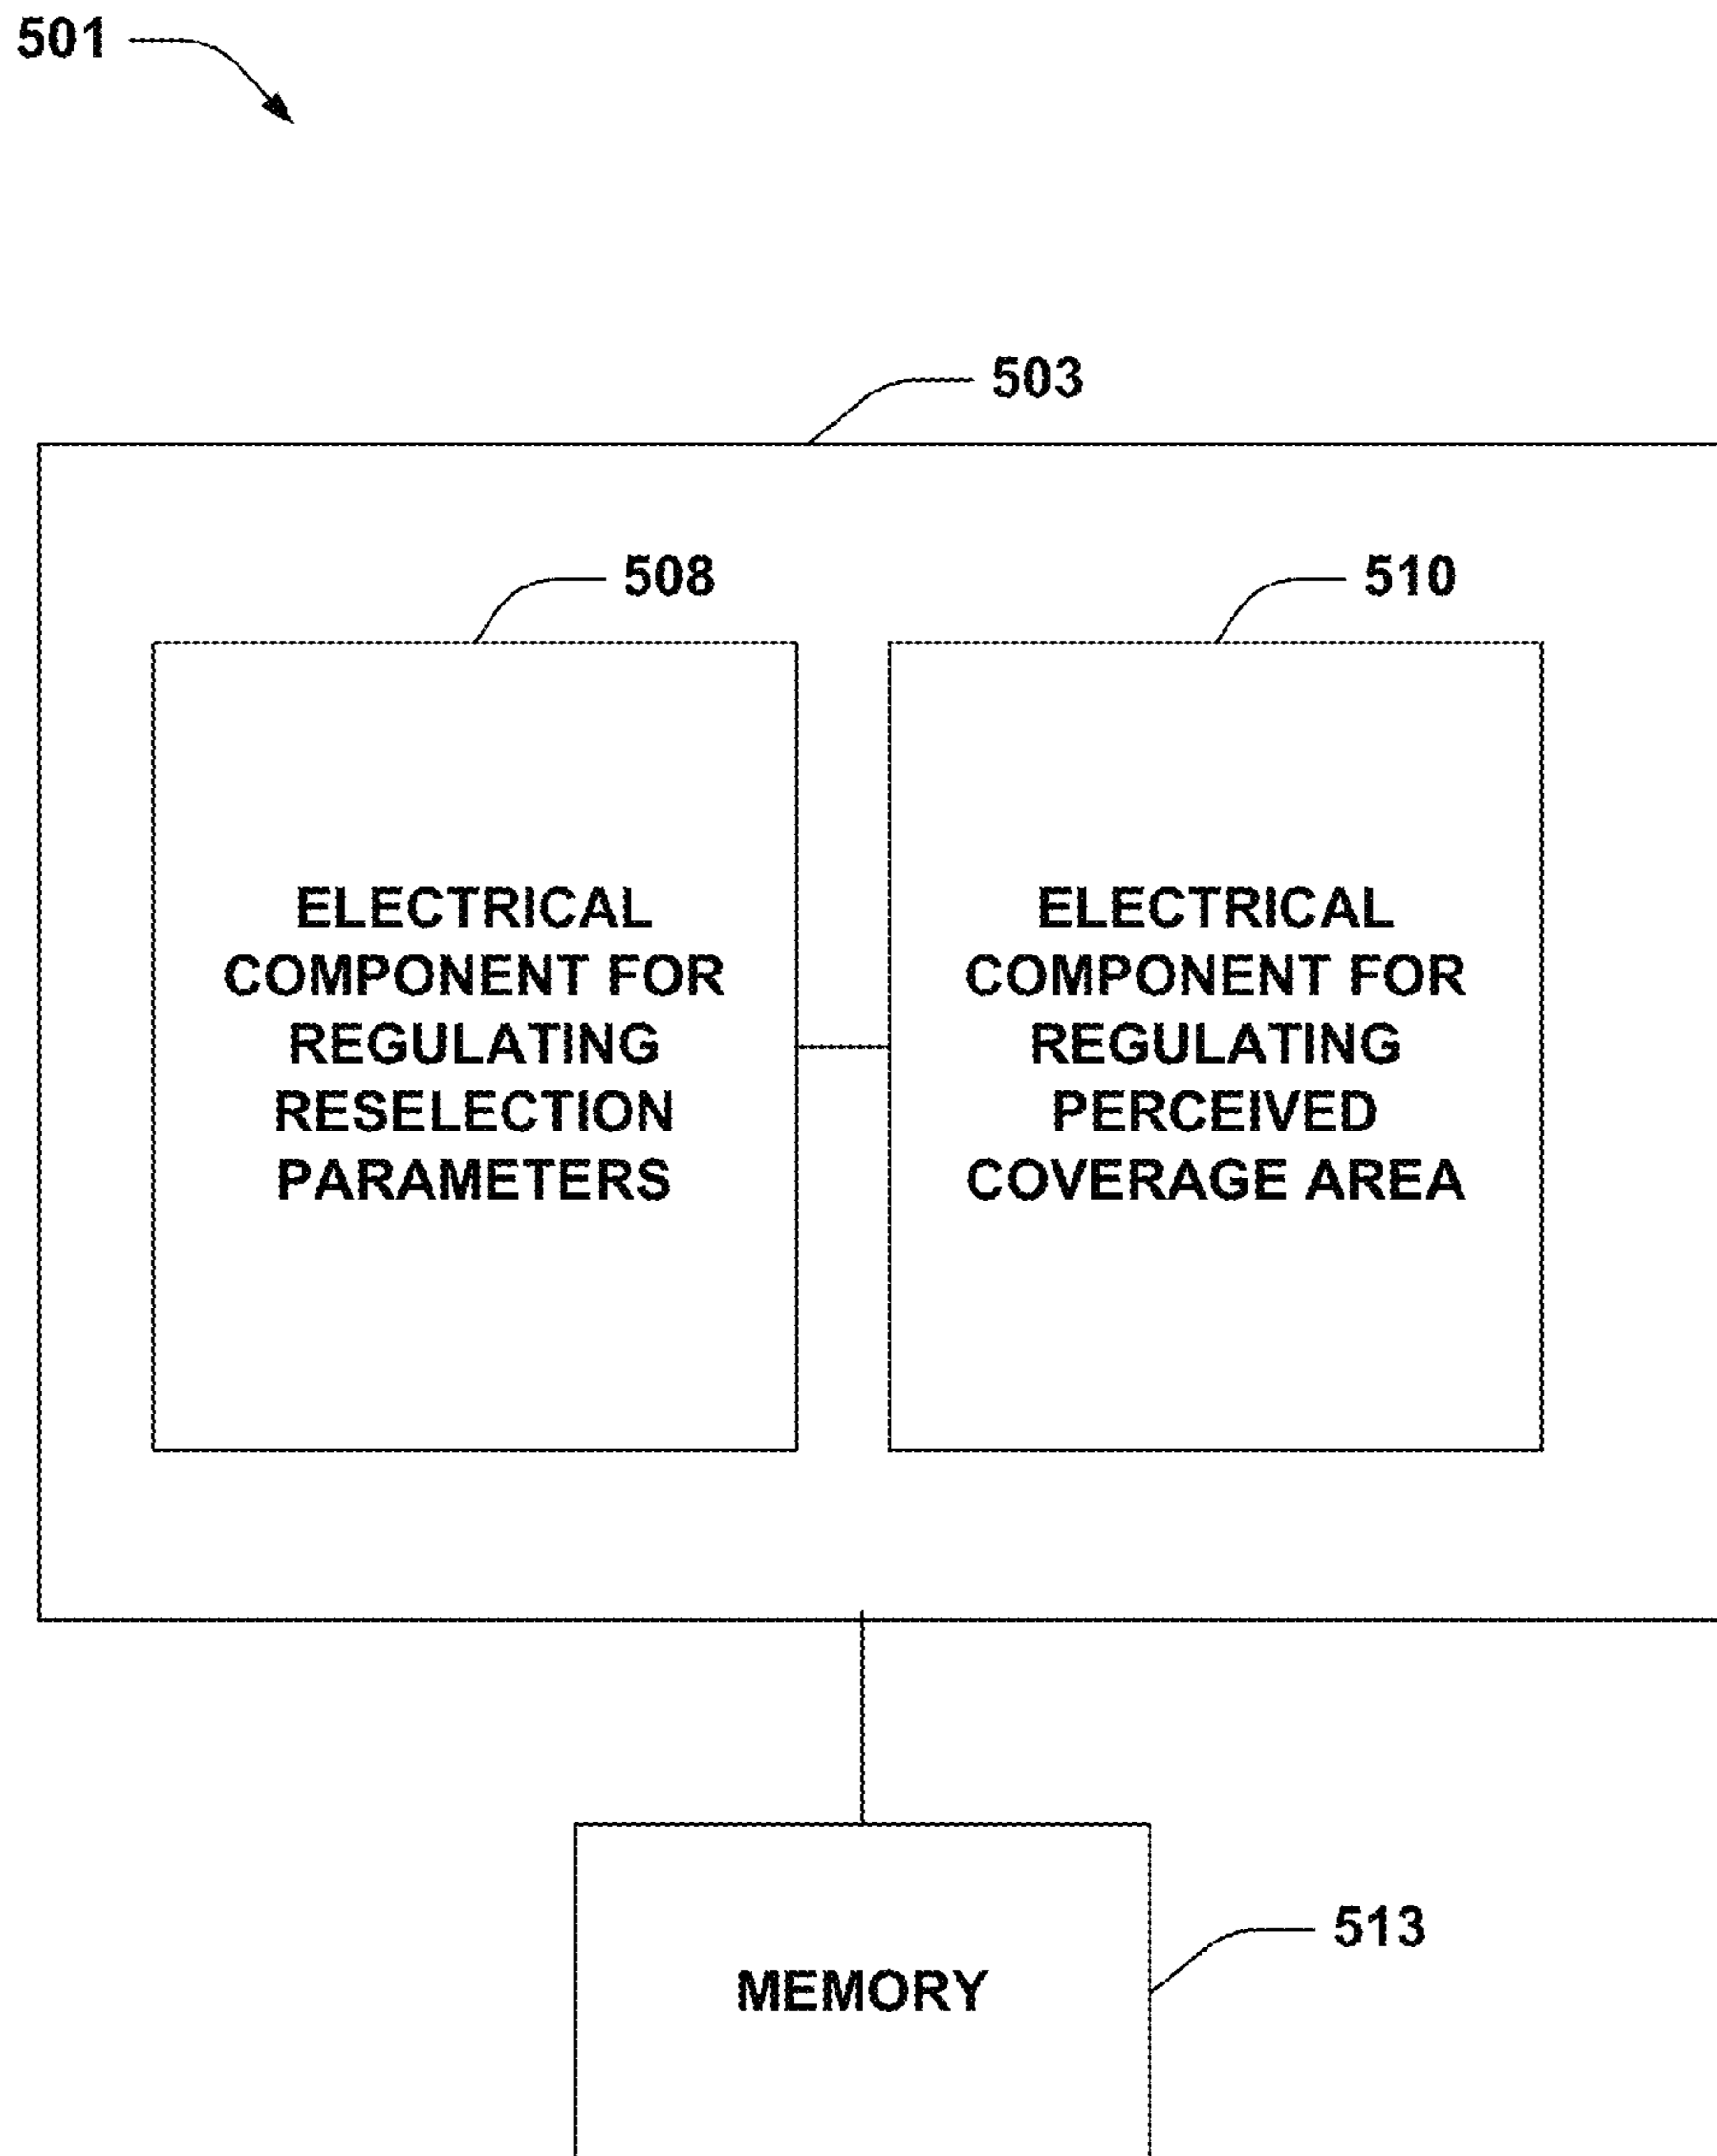 501
503
508
510
ELECTRICAL
COMPONENT FOR
REGULATING
RESELECTION
PARAMETERS
ELECTRICAL
COMPONENT FOR
REGULATING
PERCEIVED
COVERAGE AREA
513
MEMORY